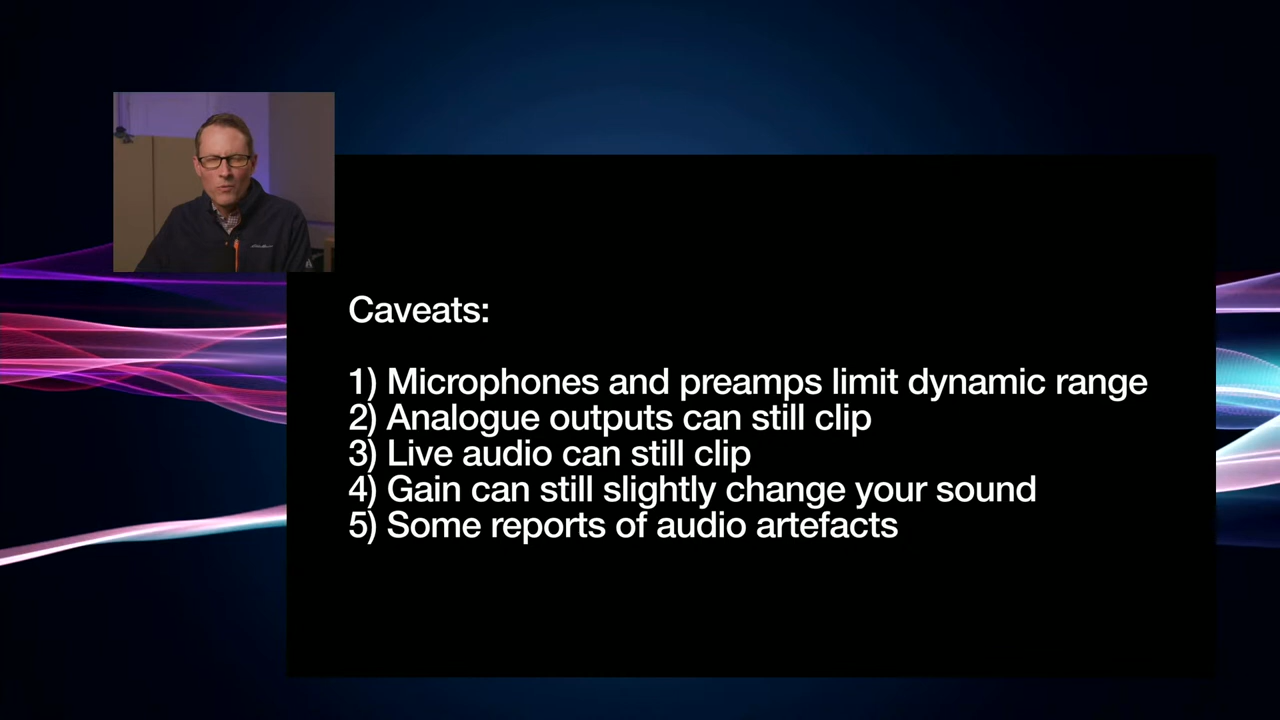 Caveats:
1) Microphones and preamps limit dynamic range
2) Analogue outputs can still clip
3) Live audio can still clip
4) Gain can still slightly change your sound
5) Some reports of audio artefacts